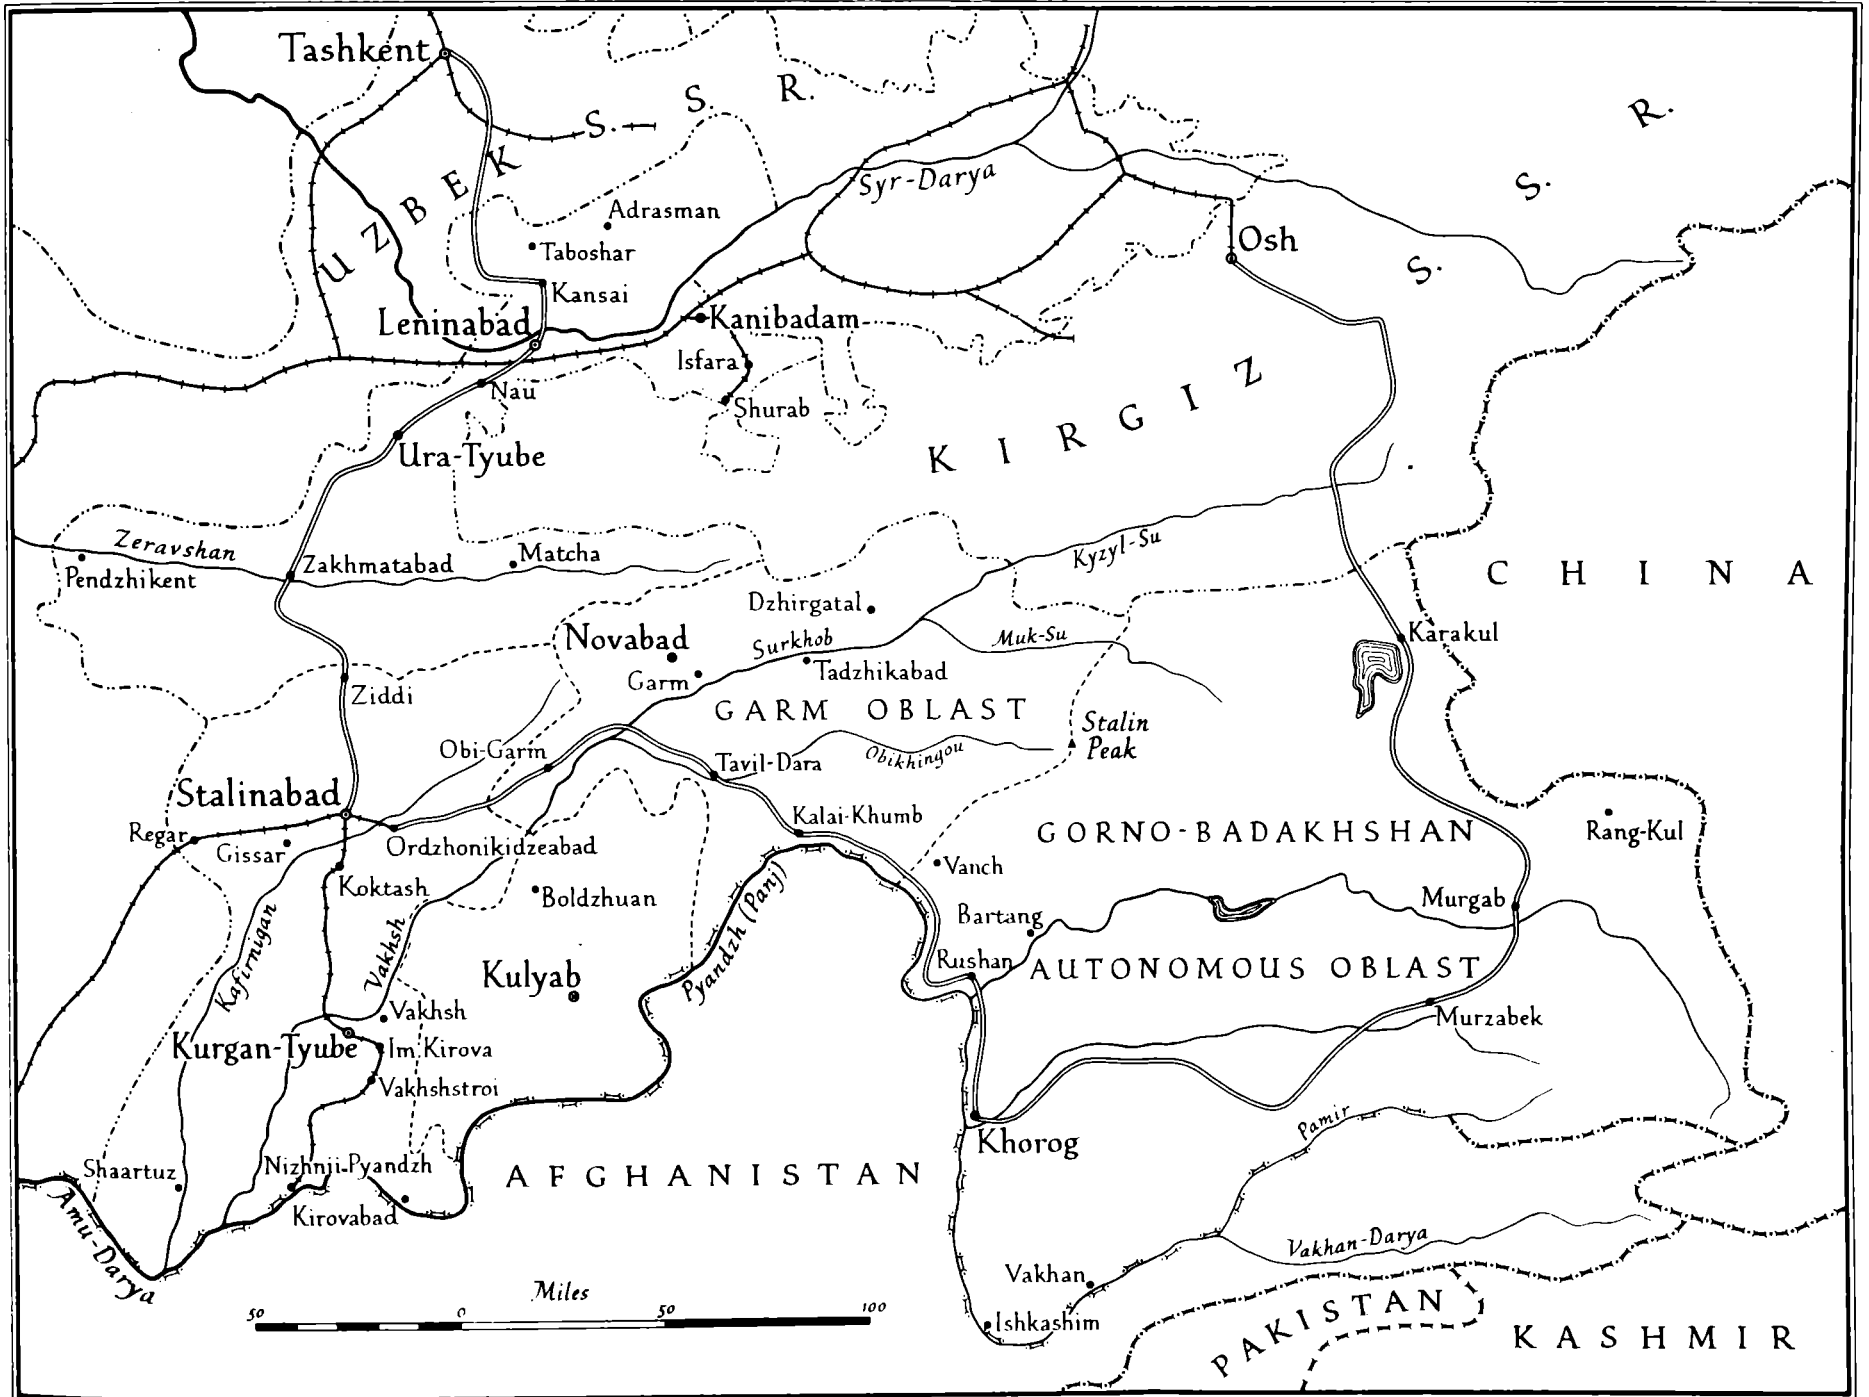 Tashkent
UZBEK S. S. R.
Syr-Darya
Adrasman
Taboshar
Kansai
Osh
Leninabad
Kanibadam
Isfara
Nau
Shurab
Ura-Tyube
KIRGIZ S. S. R.
Zeravshan
Pendzhikent
Zakhmatabad
Matcha
Kyzyl-Su
CHINA
Dzhirgatal
Novabad
Surkhob
Muk-Su
Karakul
Garm
Tadzhikabad
Ziddi
GARM OBLAST
Stalin
Peak
Obi-Garm
Tavil-Dara
Obikhingou
Stalinabad
Kalai-Khumb
Regar
Gissar
Ordzhonikidzeabad
GORNO-BADAKHSHAN
Rang-Kul
Vanch
Koktash
Boldzhuan
Pyandzh (Panj)
Murgab
Bartang
Kafirnigan
Vakhsh
Kulyab
Rushan
AUTONOMOUS OBLAST
Vakhsh
Murzabek
Kurgan-Tyube
Im. Kirova
Vakhshstroi
Khorog
Pamir
Shaartuz
Nizhnji-Pyandzh
AFGHANISTAN
Kirovabad
Amu-Darya
Vakhan-Darya
Vakhan
Ishkashim
Miles
50 0 50 100
PAKISTAN
KASHMIR